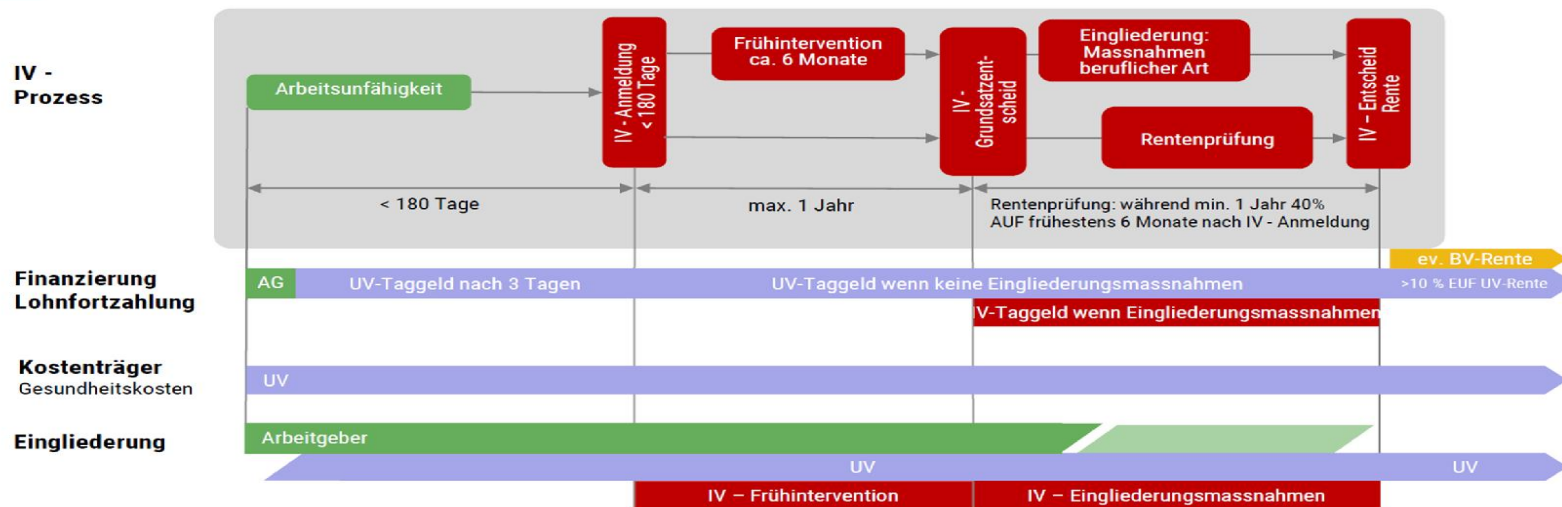 IV -
Prozess
Arbeitsunfähigkeit
IV - Anmeldung
< 180 Tage
Frühintervention
ca. 6 Monate
IV -
Grundsatzent-
scheid
Eingliederung:
Massnahmen
beruflicher Art
Rentenprüfung
IV – Entscheid
Rente
< 180 Tage
max. 1 Jahr
Rentenprüfung: während min. 1 Jahr 40%
AUF frühestens 6 Monate nach IV - Anmeldung
Finanzierung
Lohnfortzahlung
ev. BV-Rente
AG
UV-Taggeld nach 3 Tagen
UV-Taggeld wenn keine Eingliederungsmassnahmen
>10 % EUF UV-Rente
IV-Taggeld wenn Eingliederungsmassnahmen
Kostenträger
Gesundheitskosten
UV
Eingliederung
Arbeitgeber
UV
UV
IV – Frühintervention
IV – Eingliederungsmassnahmen